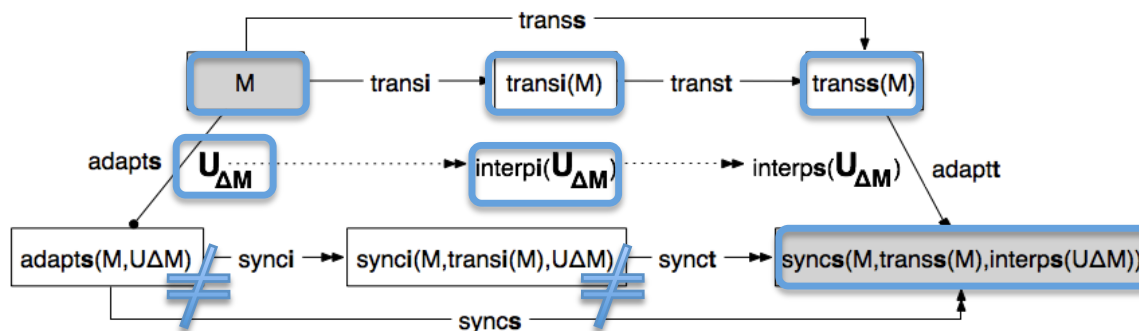 transs
M
transi
transi(M)
transt
transs(M)
adapts
UΔM
interpi(UΔM)
interps(UΔM)
adaptt
adapts(M,UΔM)
synci
synci(M,transi(M),UΔM)
synct
syncs(M,transs(M),interps(UΔM))
syncs